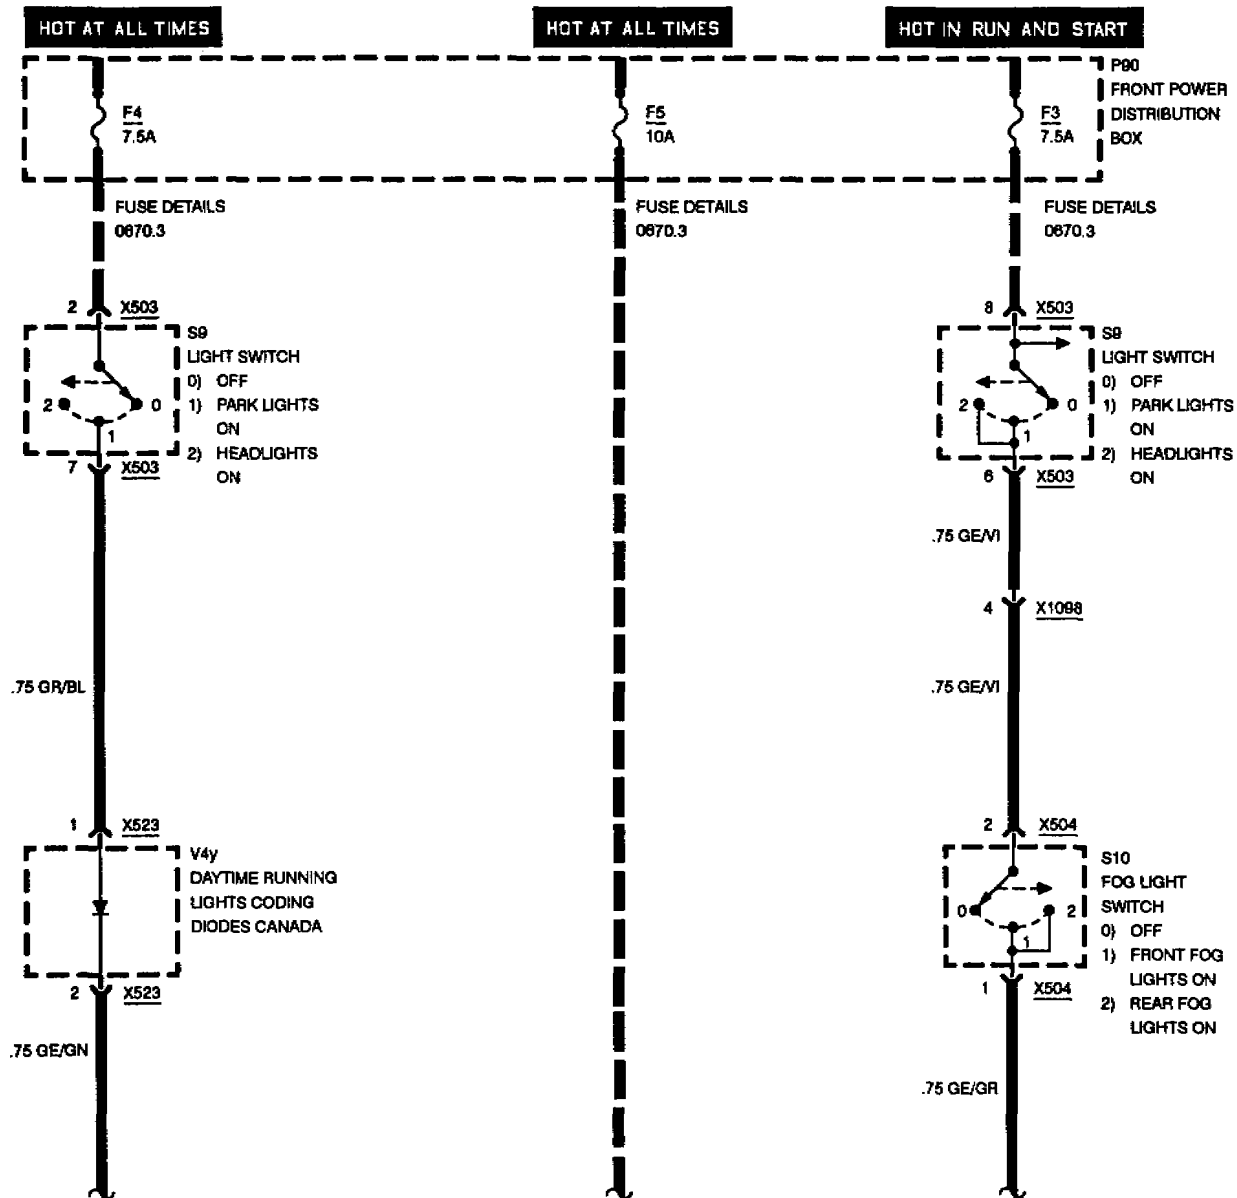 HOT AT ALL TIMES
HOT AT ALL TIMES
HOT IN RUN AND START
P90
FRONT POWER
DISTRIBUTION
BOX
F4
7.5A
F5
10A
F3
7.5A
FUSE DETAILS
0670.3
FUSE DETAILS
0670.3
FUSE DETAILS
0670.3
2 X503
S9
LIGHT SWITCH
0) OFF
1) PARK LIGHTS
ON
2) HEADLIGHTS
ON
2 0
1
7 X503
8 X503
S9
LIGHT SWITCH
0) OFF
1) PARK LIGHTS
ON
2) HEADLIGHTS
ON
2 0
1
6 X503
.75 GE/VI
4 X1098
.75 GR/BL
.75 GE/VI
1 X523
V4y
DAYTIME RUNNING
LIGHTS CODING
DIODES CANADA
2 X523
.75 GE/GN
2 X504
S10
FOG LIGHT
SWITCH
0) OFF
1) FRONT FOG
LIGHTS ON
2) REAR FOG
LIGHTS ON
0 2
1
1 X504
.75 GE/GR